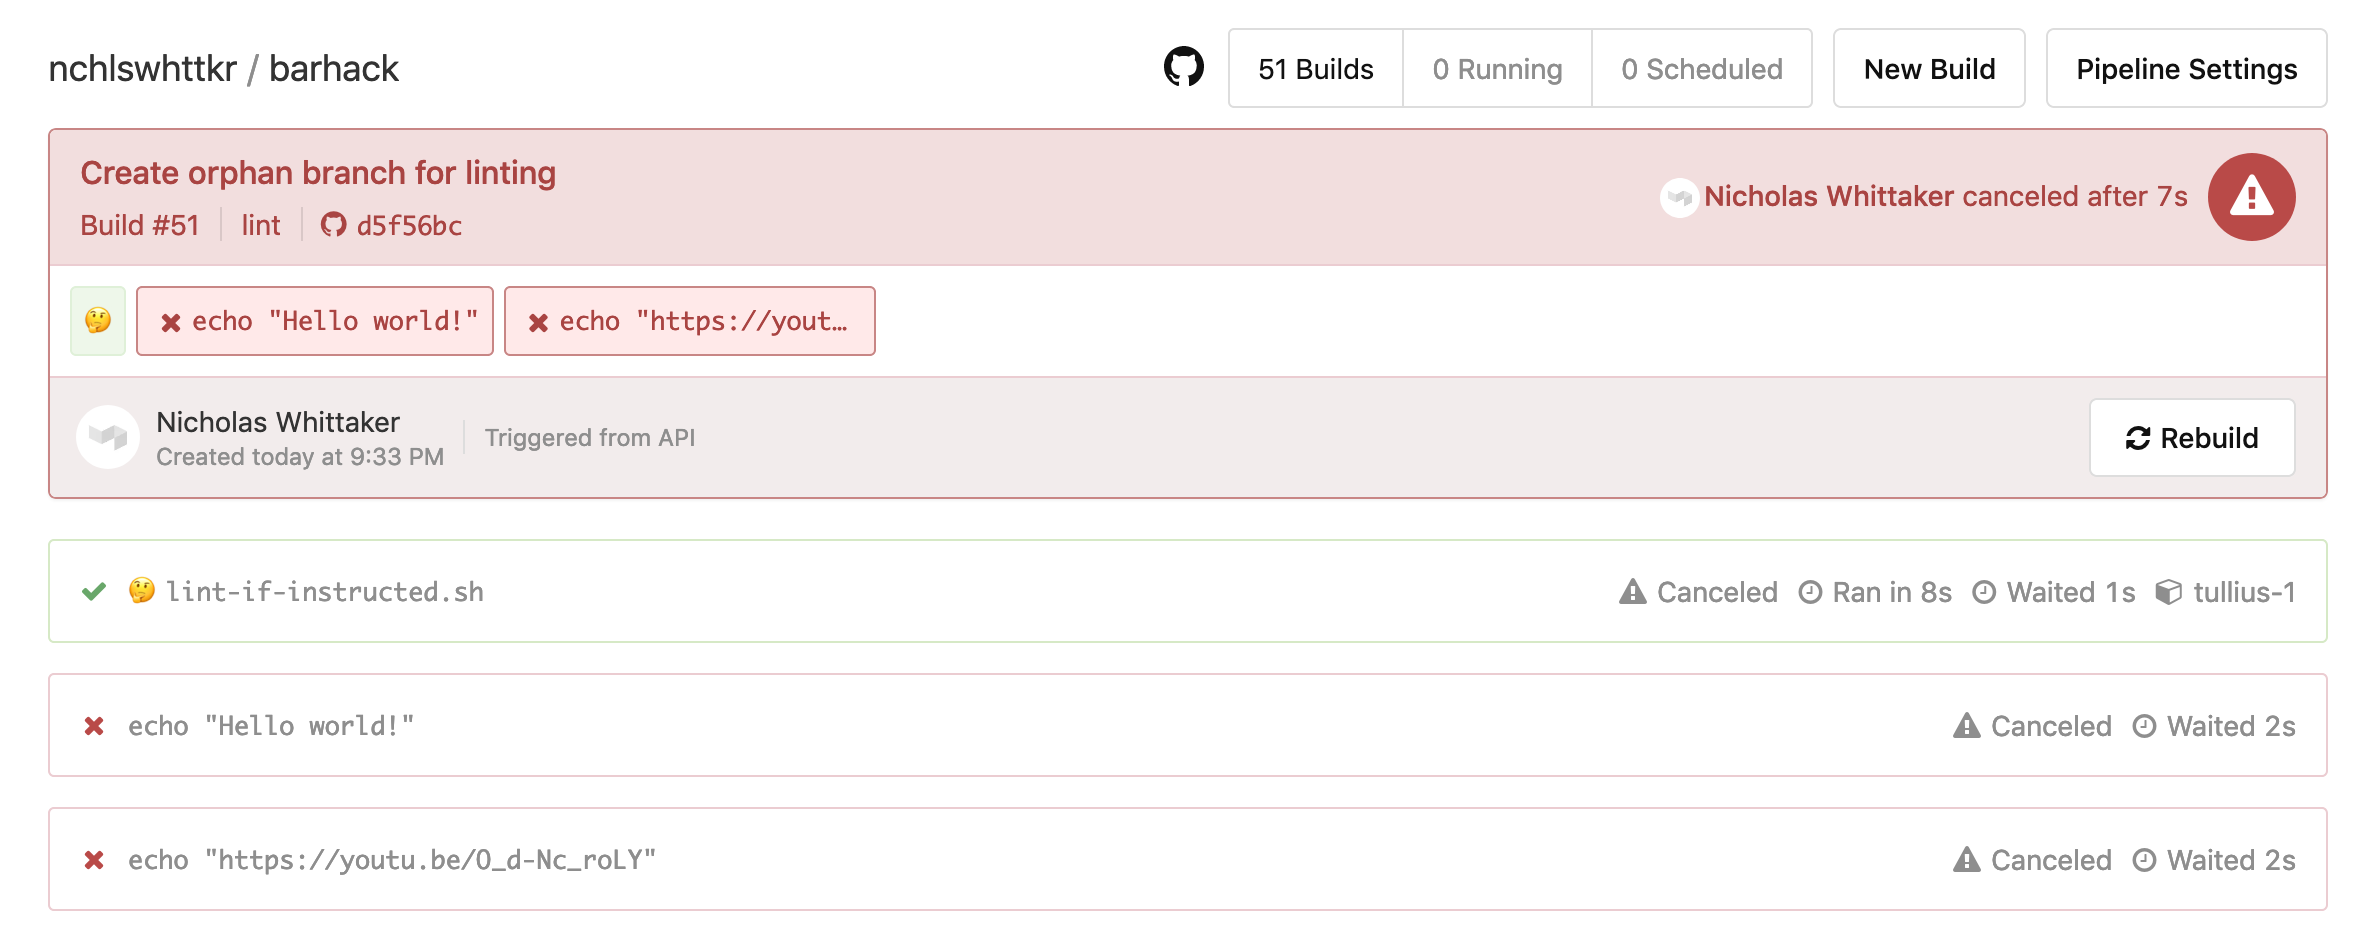 nchlswhttkr / barhack
51 Builds
0 Running
0 Scheduled
New Build
Pipeline Settings
Create orphan branch for linting
Build #51
lint
d5f56bc
Nicholas Whittaker canceled after 7s
🤔
echo "Hello world!"
echo "https://yout…
Nicholas Whittaker
Created today at 9:33 PM
Triggered from API
Rebuild
🤔 lint-if-instructed.sh
Canceled
Ran in 8s
Waited 1s
tullius-1
echo "Hello world!"
Canceled
Waited 2s
echo "https://youtu.be/O_d-Nc_roLY"
Canceled
Waited 2s